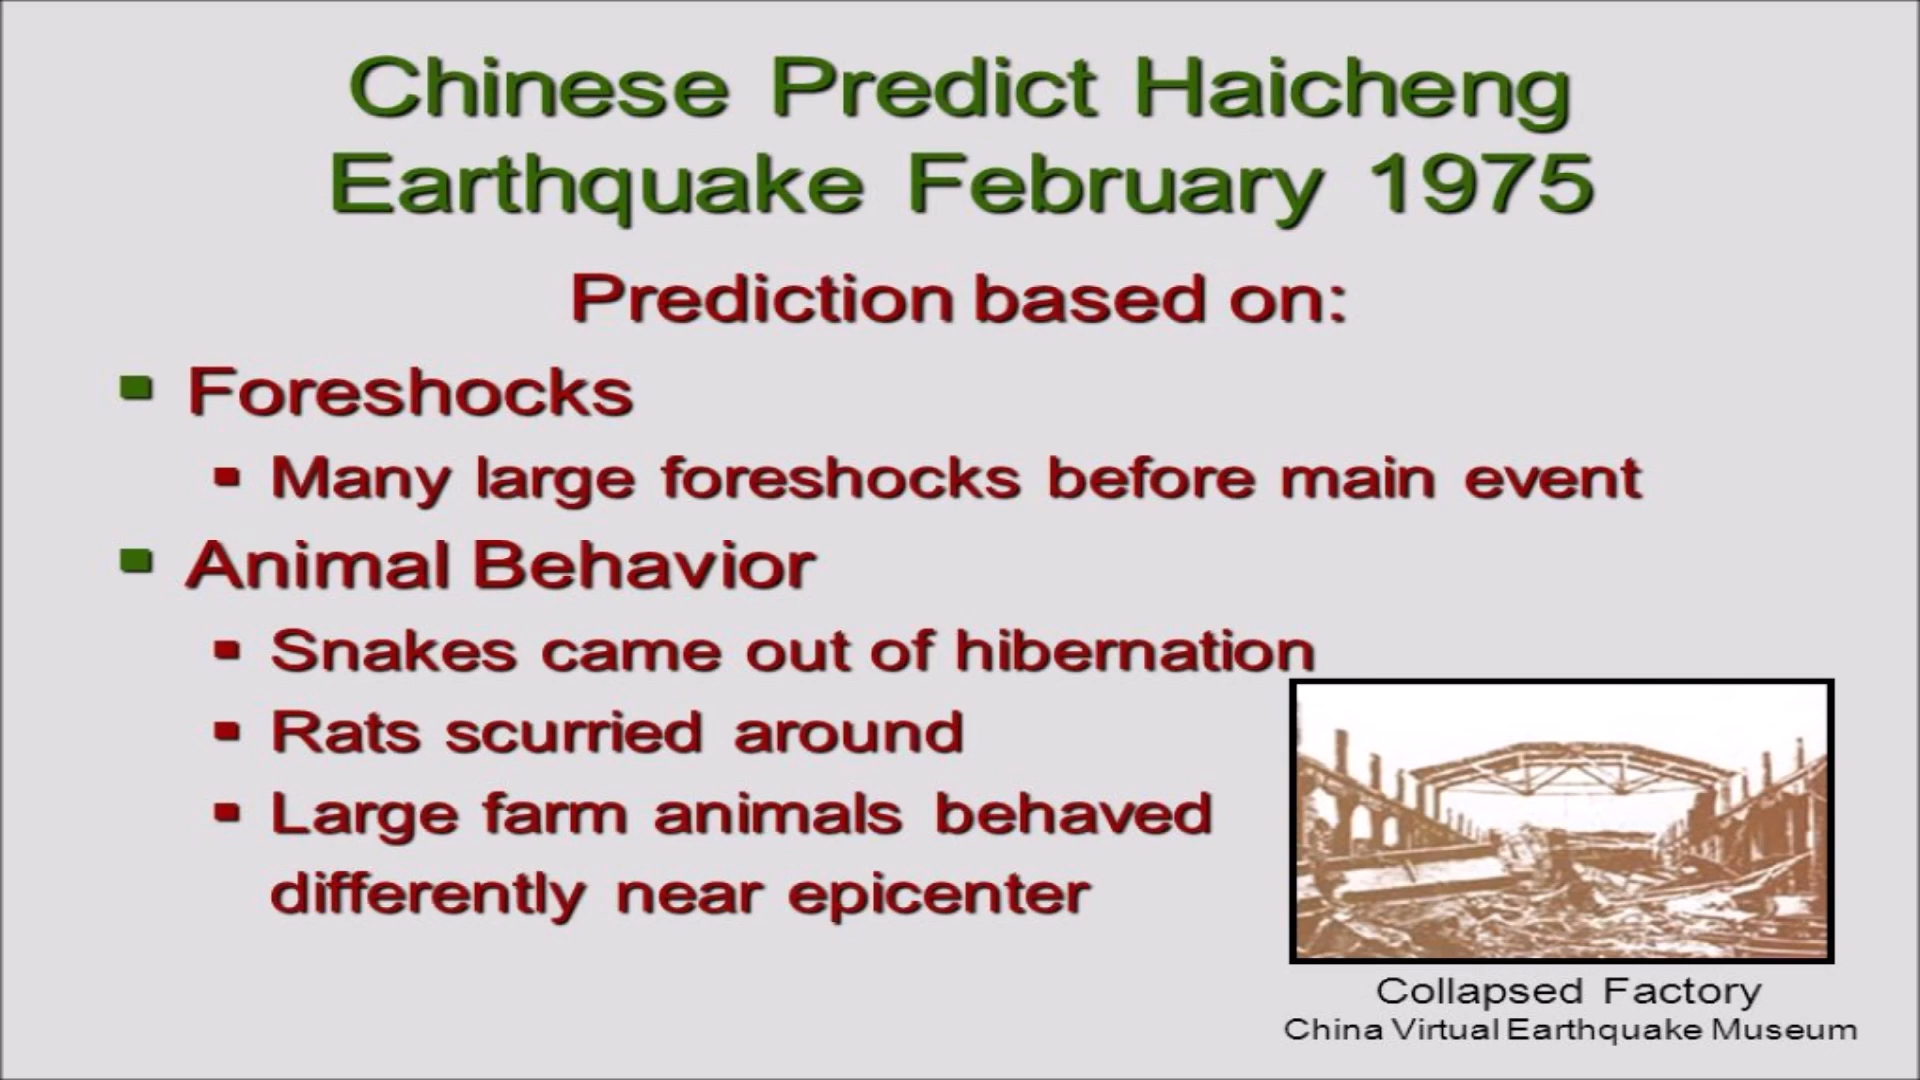 Chinese Predict Haicheng
Earthquake February 1975
Prediction based on:
Foreshocks
Many large foreshocks before main event
Animal Behavior
Snakes came out of hibernation
Rats scurried around
Large farm animals behaved
differently near epicenter
Collapsed Factory
China Virtual Earthquake Museum